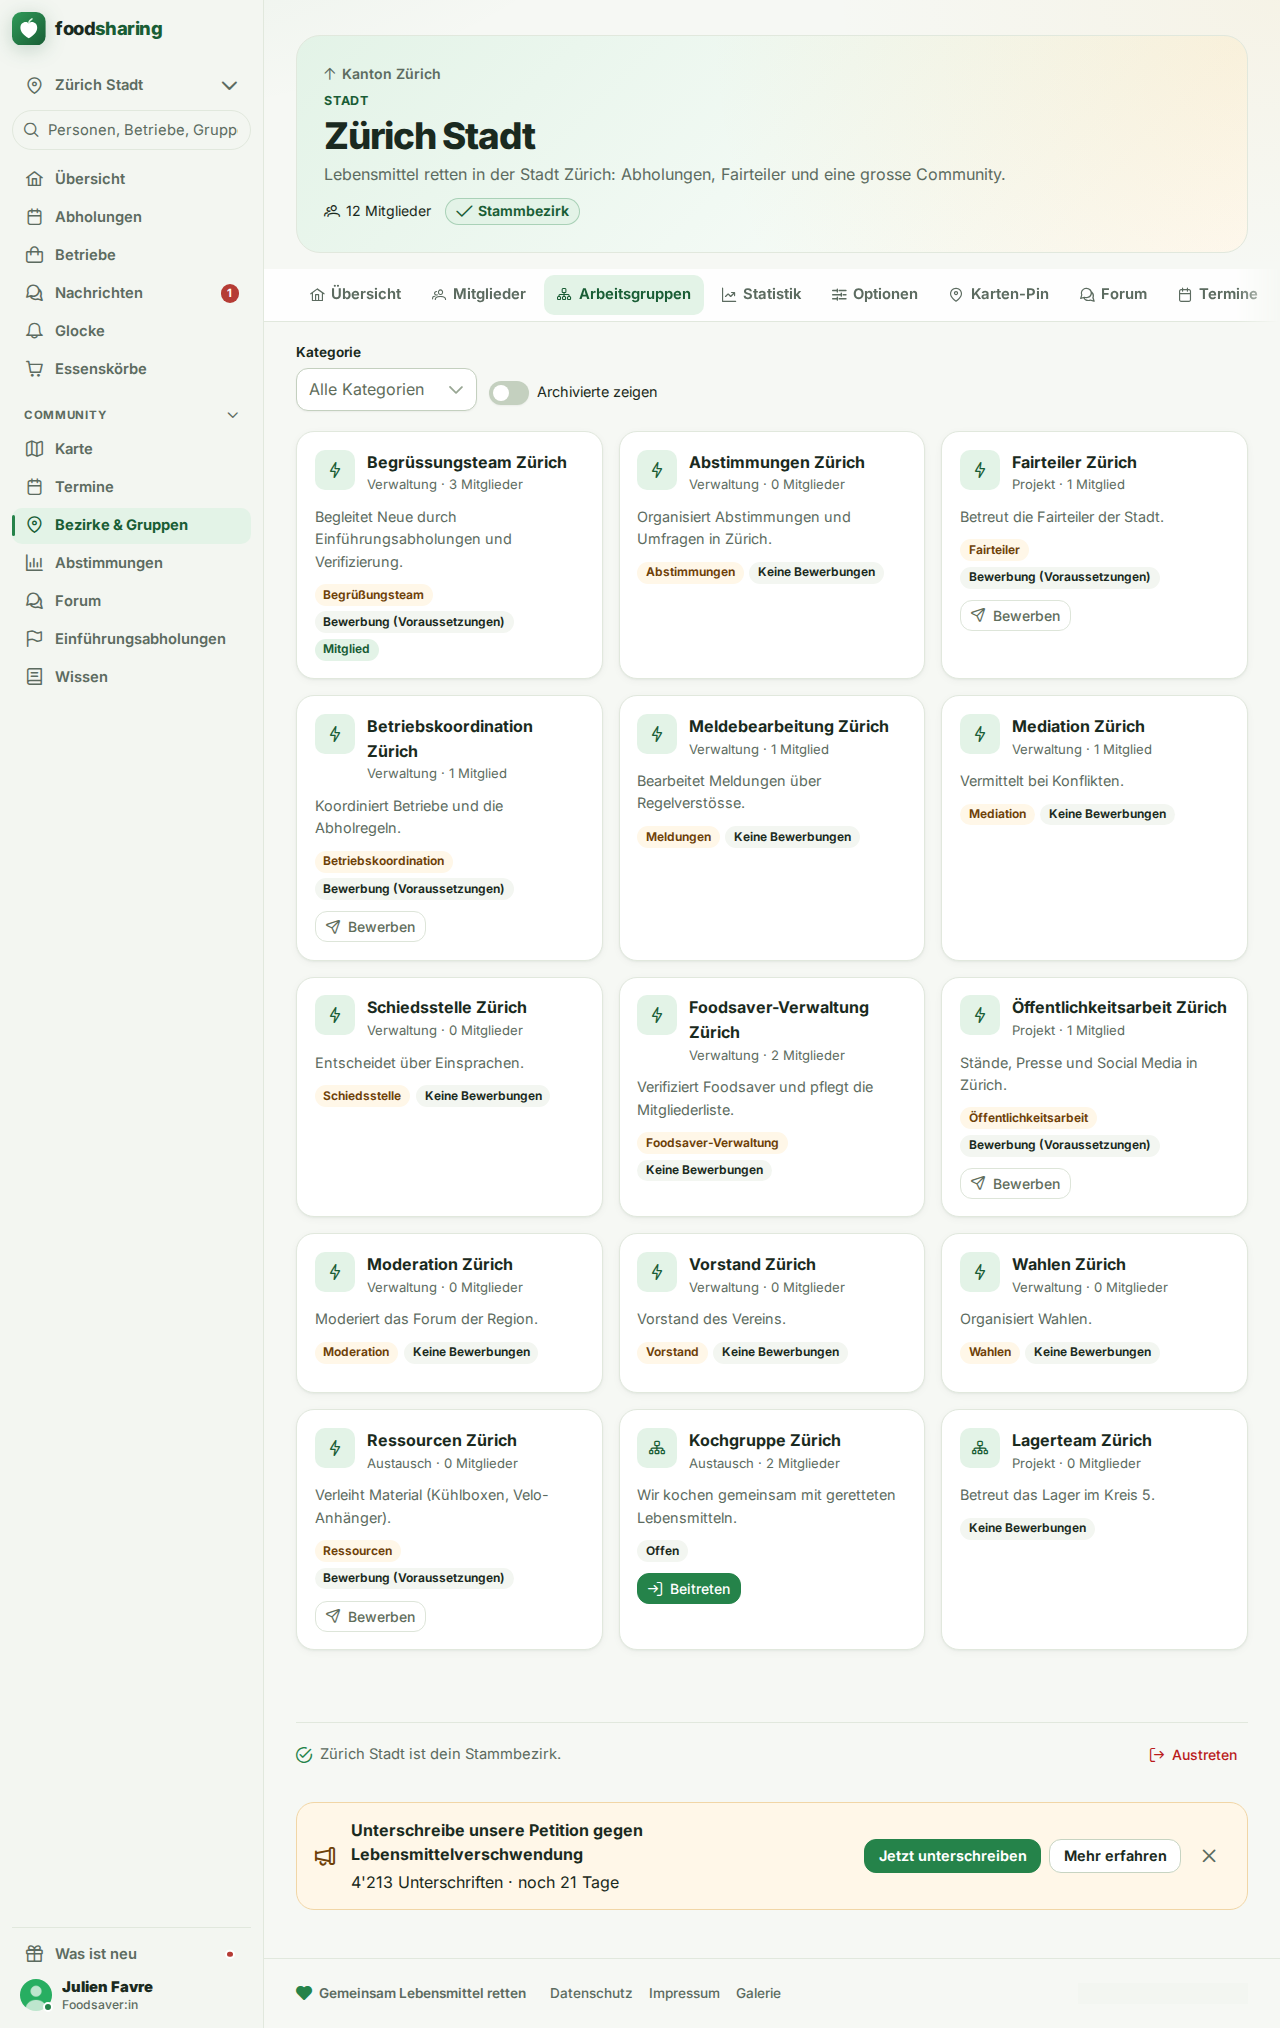 foodsharing
Zürich Stadt
Personen, Betriebe, Grupp
Übersicht
Abholungen
Betriebe
Nachrichten 1
Glocke
Essenskörbe
COMMUNITY
Karte
Termine
Bezirke & Gruppen
Abstimmungen
Forum
Einführungsabholungen
Wissen
Was ist neu
Julien Favre
Foodsaver:in
Kanton Zürich
STADT
Zürich Stadt
Lebensmittel retten in der Stadt Zürich: Abholungen, Fairteiler und eine grosse Community.
12 Mitglieder Stammbezirk
Übersicht Mitglieder Arbeitsgruppen Statistik Optionen Karten-Pin Forum Termine
Kategorie
Alle Kategorien Archivierte zeigen
Begrüssungsteam Zürich
Verwaltung · 3 Mitglieder
Begleitet Neue durch
Einführungsabholungen und
Verifizierung.
Begrüßungsteam
Bewerbung (Voraussetzungen)
Mitglied
Abstimmungen Zürich
Verwaltung · 0 Mitglieder
Organisiert Abstimmungen und
Umfragen in Zürich.
Abstimmungen Keine Bewerbungen
Fairteiler Zürich
Projekt · 1 Mitglied
Betreut die Fairteiler der Stadt.
Fairteiler
Bewerbung (Voraussetzungen)
Bewerben
Betriebskoordination
Zürich
Verwaltung · 1 Mitglied
Koordiniert Betriebe und die
Abholregeln.
Betriebskoordination
Bewerbung (Voraussetzungen)
Bewerben
Meldebearbeitung Zürich
Verwaltung · 1 Mitglied
Bearbeitet Meldungen über
Regelverstösse.
Meldungen Keine Bewerbungen
Mediation Zürich
Verwaltung · 1 Mitglied
Vermittelt bei Konflikten.
Mediation Keine Bewerbungen
Schiedsstelle Zürich
Verwaltung · 0 Mitglieder
Entscheidet über Einsprachen.
Schiedsstelle Keine Bewerbungen
Foodsaver-Verwaltung
Zürich
Verwaltung · 2 Mitglieder
Verifiziert Foodsaver und pflegt die
Mitgliederliste.
Foodsaver-Verwaltung
Keine Bewerbungen
Öffentlichkeitsarbeit Zürich
Projekt · 1 Mitglied
Stände, Presse und Social Media in
Zürich.
Öffentlichkeitsarbeit
Bewerbung (Voraussetzungen)
Bewerben
Moderation Zürich
Verwaltung · 0 Mitglieder
Moderiert das Forum der Region.
Moderation Keine Bewerbungen
Vorstand Zürich
Verwaltung · 0 Mitglieder
Vorstand des Vereins.
Vorstand Keine Bewerbungen
Wahlen Zürich
Verwaltung · 0 Mitglieder
Organisiert Wahlen.
Wahlen Keine Bewerbungen
Ressourcen Zürich
Austausch · 0 Mitglieder
Verleiht Material (Kühlboxen, Velo-
Anhänger).
Ressourcen
Bewerbung (Voraussetzungen)
Bewerben
Kochgruppe Zürich
Austausch · 2 Mitglieder
Wir kochen gemeinsam mit geretteten
Lebensmitteln.
Offen
Beitreten
Lagerteam Zürich
Projekt · 0 Mitglieder
Betreut das Lager im Kreis 5.
Keine Bewerbungen
Zürich Stadt ist dein Stammbezirk. Austreten
Unterschreibe unsere Petition gegen
Lebensmittelverschwendung
4'213 Unterschriften · noch 21 Tage
Jetzt unterschreiben Mehr erfahren
Gemeinsam Lebensmittel retten Datenschutz Impressum Galerie